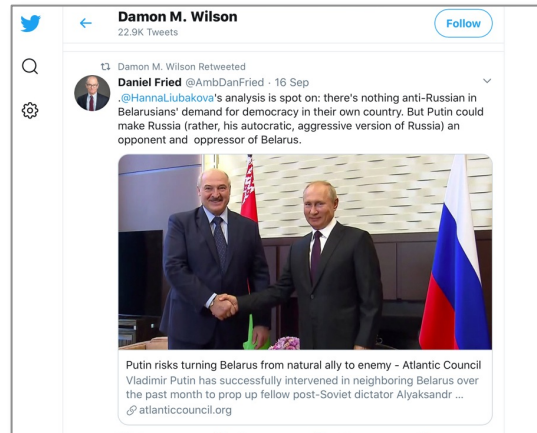 Damon M. Wilson
22.9K Tweets
Follow
Damon M. Wilson Retweeted
Daniel Fried @AmbDanFried · 16 Sep
.@HannaLiubakova's analysis is spot on: there's nothing anti-Russian in
Belarusians' demand for democracy in their own country. But Putin could
make Russia (rather, his autocratic, aggressive version of Russia) an
opponent and oppressor of Belarus.
Putin risks turning Belarus from natural ally to enemy - Atlantic Council
Vladimir Putin has successfully intervened in neighboring Belarus over
the past month to prop up fellow post-Soviet dictator Alyaksandr ...
atlanticcouncil.org